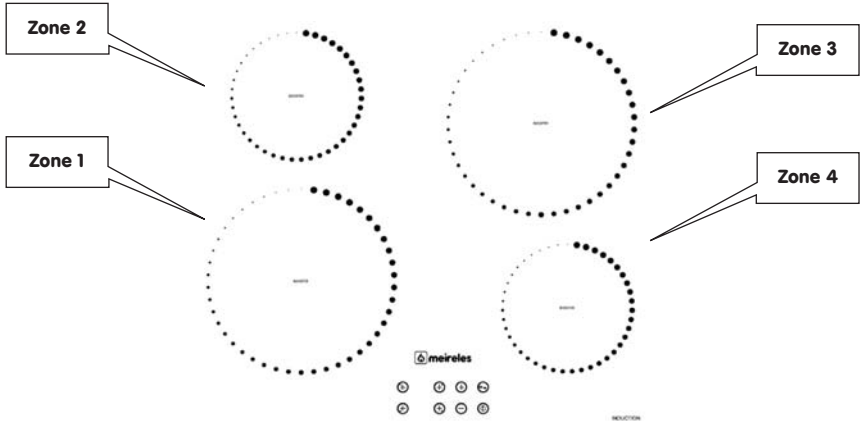 Zone 2
Zone 3
Zone 1
Zone 4
meireles
INDUCTION